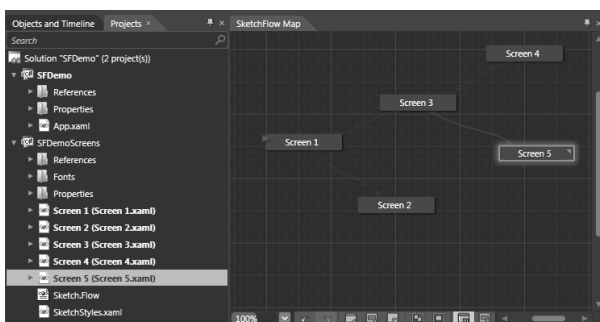 Objects and Timeline Projects × SketchFlow Map
Search
Solution "SFDemo" (2 project(s))
SFDemo
References
Properties
App.xaml
SFDemoScreens
References
Fonts
Properties
Screen 1 (Screen 1.xaml)
Screen 2 (Screen 2.xaml)
Screen 3 (Screen 3.xaml)
Screen 4 (Screen 4.xaml)
Screen 5 (Screen 5.xaml)
Sketch.Flow
SketchStyles.xaml
Screen 4
Screen 3
Screen 1
Screen 5
Screen 2
100%